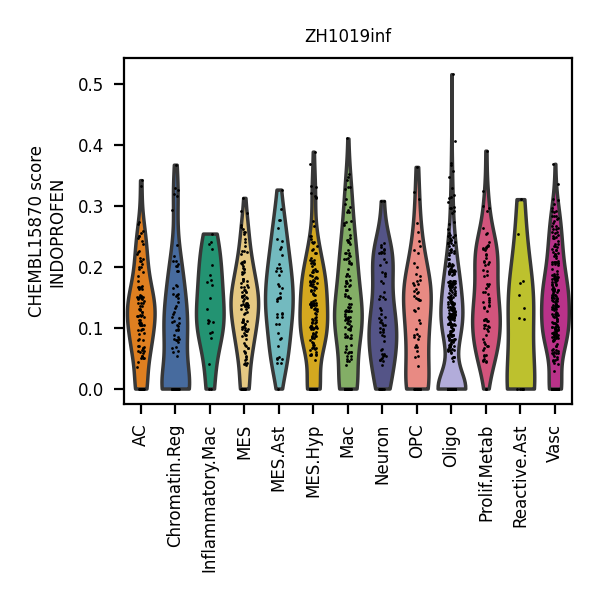 ZH1019inf
CHEMBL15870 score
INDOPROFEN
0.5
0.4
0.3
0.2
0.1
0.0
AC
Chromatin.Reg
Inflammatory.Mac
MES
MES.Ast
MES.Hyp
Mac
Neuron
OPC
Oligo
Prolif.Metab
Reactive.Ast
Vasc